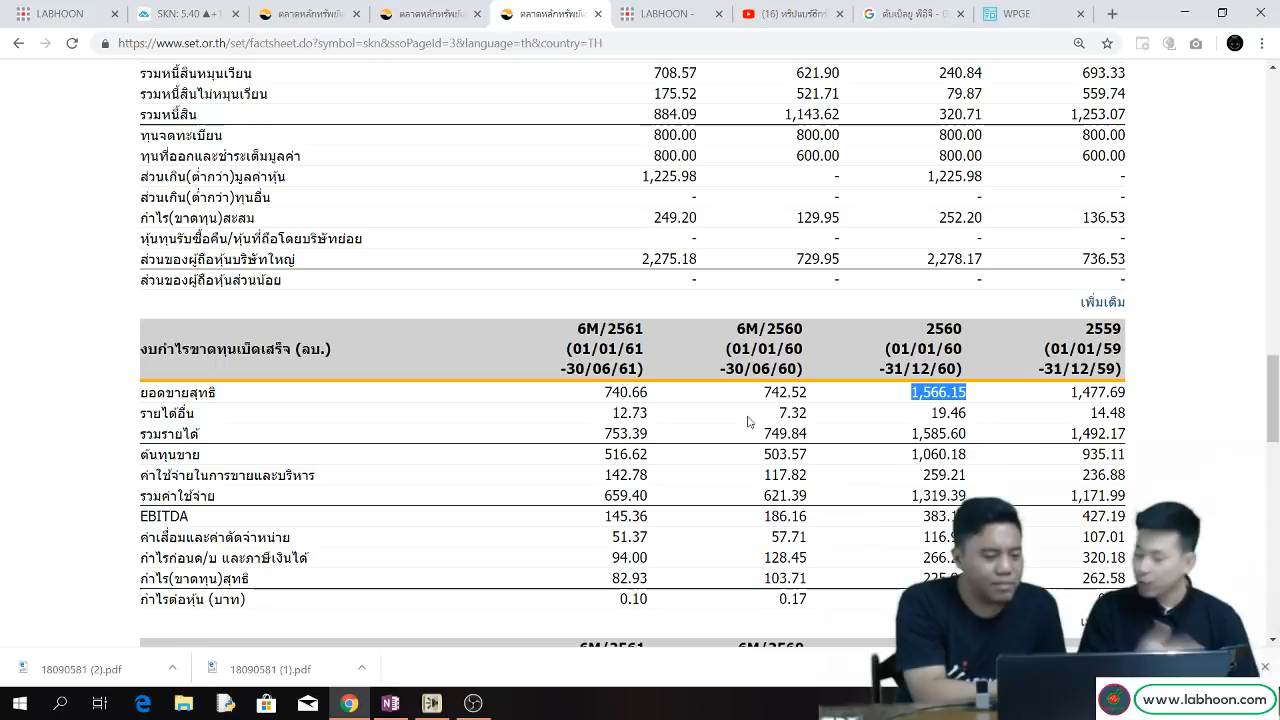 LABHOON
SKN: 5.40 ▲+1
ตลาดหลักทรัพย์
ตลาดหลักทรัพย์
ตลาดหลักทรัพย์
LABHOON -
(16) ทริปแบร์ธีก
ดับเบิลยู พีจีอี - G
WPGE
https://www.set.or.th/set/factsheet.do?symbol=skn&ssoPageId=3&language=th&country=TH
รวมหนี้สินหมุนเวียน 708.57 621.90 240.84 693.33
รวมหนี้สินไม่หมุนเวียน 175.52 521.71 79.87 559.74
รวมหนี้สิน 884.09 1,143.62 320.71 1,253.07
ทุนจดทะเบียน 800.00 800.00 800.00 800.00
ทุนที่ออกและชำระเต็มมูลค่า 800.00 600.00 800.00 600.00
ส่วนเกิน(ต่ำกว่า)มูลค่าหุ้น 1,225.98 - 1,225.98 -
ส่วนเกิน(ต่ำกว่า)ทุนอื่น - - - -
กำไร(ขาดทุน)สะสม 249.20 129.95 252.20 136.53
หุ้นทุนรับซื้อคืน/หุ้นที่ถือโดยบริษัทย่อย - - - -
ส่วนของผู้ถือหุ้นบริษัทใหญ่ 2,275.18 729.95 2,278.17 736.53
ส่วนของผู้ถือหุ้นส่วนน้อย - - - -
เพิ่มเติม
งบกำไรขาดทุนเบ็ดเสร็จ (ลบ.)
6M/2561 6M/2560 2560 2559
(01/01/61 (01/01/60 (01/01/60 (01/01/59
-30/06/61) -30/06/60) -31/12/60) -31/12/59)
ยอดขายสุทธิ 740.66 742.52 1,566.15 1,477.69
รายได้อื่น 12.73 7.32 19.46 14.48
รวมรายได้ 753.39 749.84 1,585.60 1,492.17
ต้นทุนขาย 516.62 503.57 1,060.18 935.11
ค่าใช้จ่ายในการขายและบริหาร 142.78 117.82 259.21 236.88
รวมค่าใช้จ่าย 659.40 621.39 1,319.39 1,171.99
EBITDA 145.36 186.16 383. 427.19
ค่าเสื่อมและค่าตัดจำหน่าย 51.37 57.71 116.9 107.01
กำไรก่อนด/บ และภาษีเงินได้ 94.00 128.45 266. 320.18
กำไร(ขาดทุน)สุทธิ 82.93 103.71 262.58
กำไรต่อหุ้น (บาท) 0.10 0.17
6M/2561 6M/2560
18090581 (2).pdf
18090581 (1).pdf
www.labhoon.com